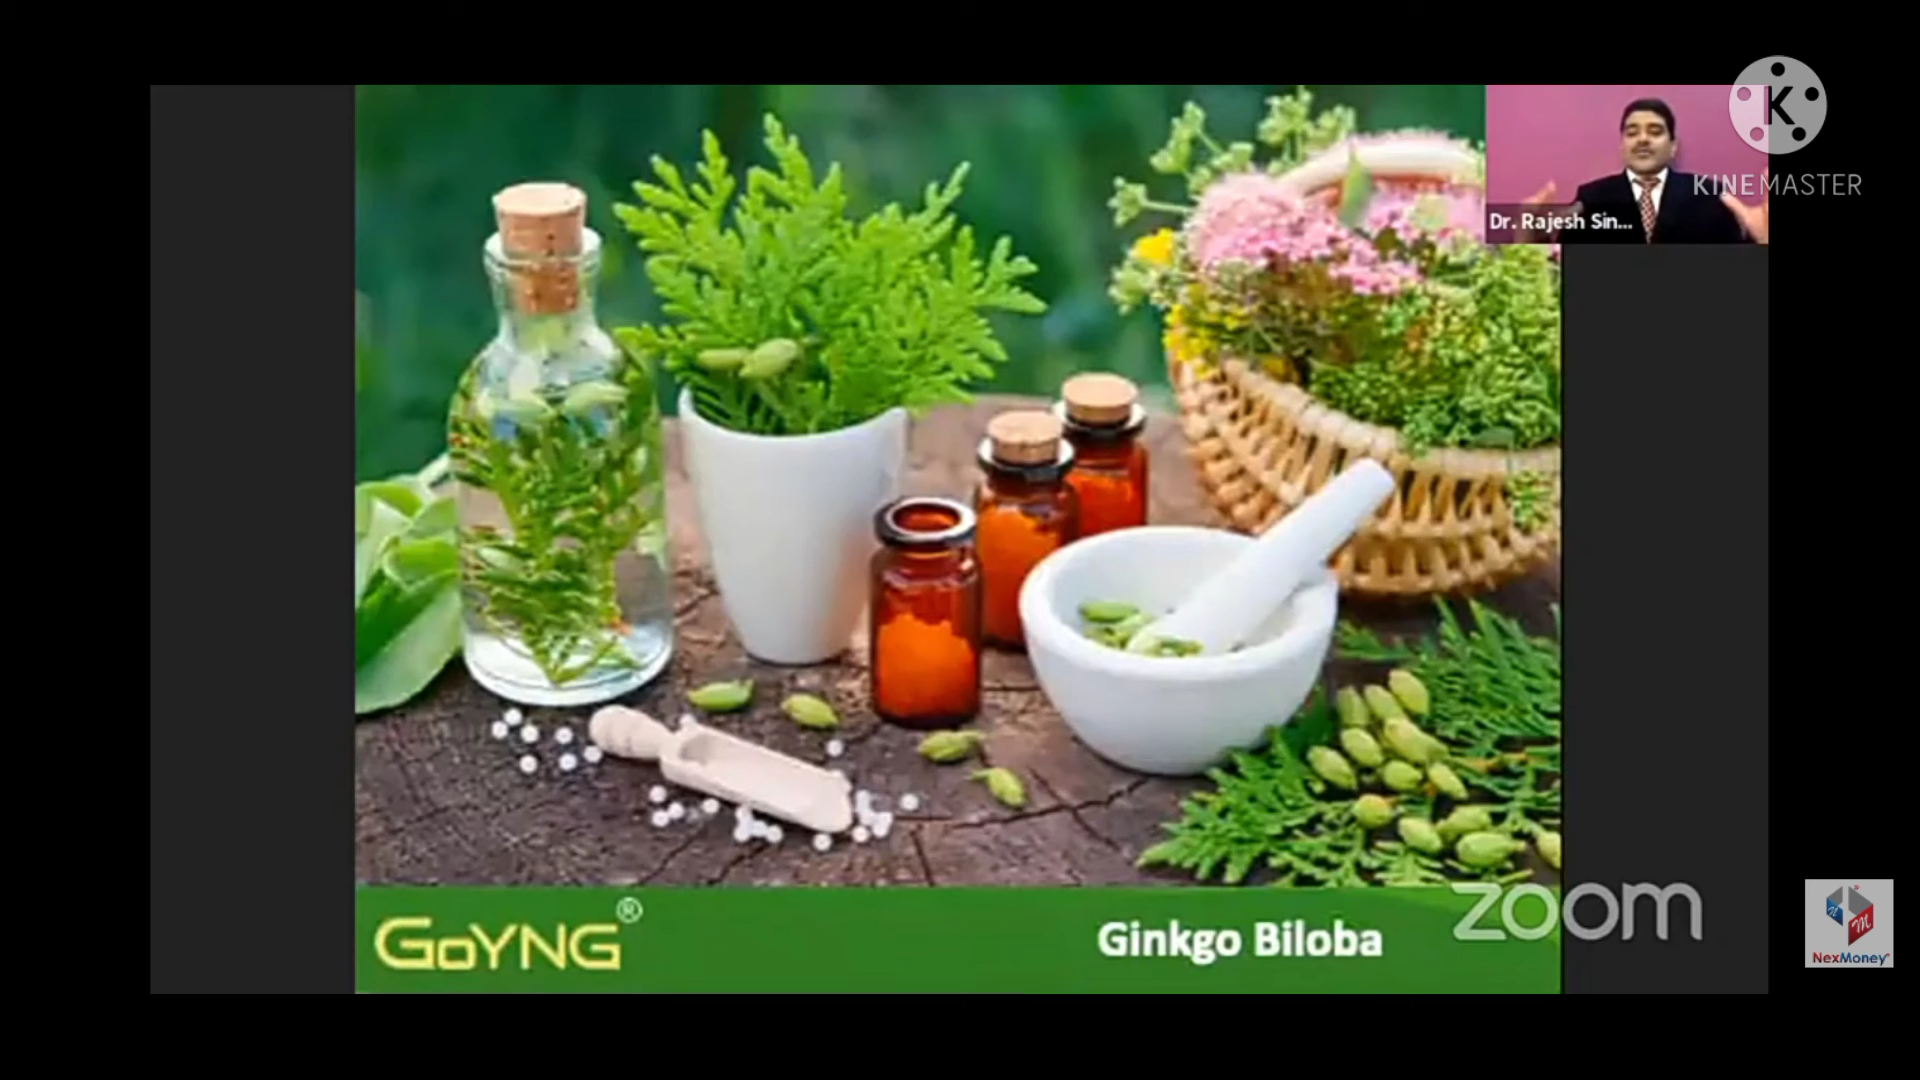 K
KINEMASTER
Dr. Rajesh Sin...
GOYNG®
Ginkgo Biloba
zoom
NexMoney